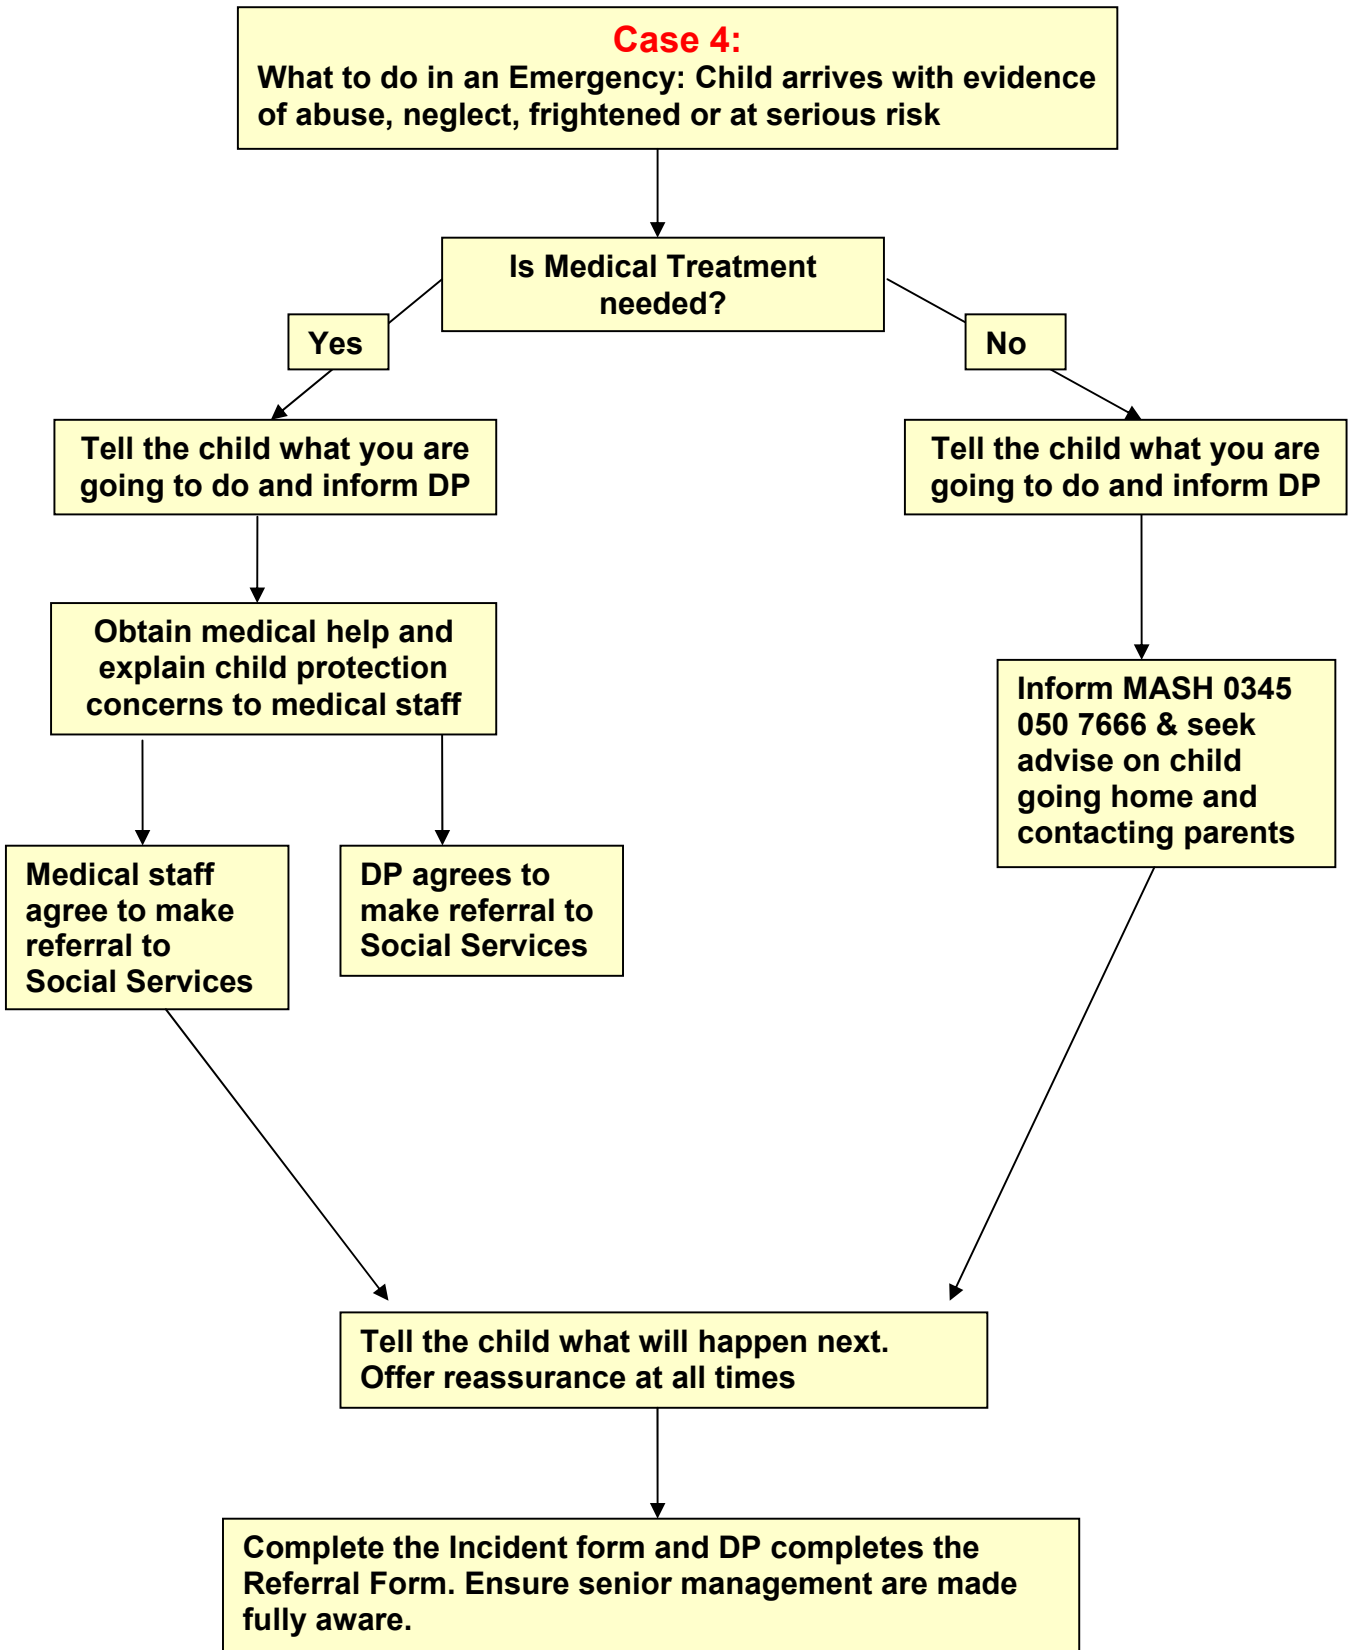 Case 4:
What to do in an Emergency: Child arrives with evidence
of abuse, neglect, frightened or at serious risk
Is Medical Treatment
needed?
Yes
No
Tell the child what you are
going to do and inform DP
Tell the child what you are
going to do and inform DP
Obtain medical help and
explain child protection
concerns to medical staff
Inform MASH 0345
050 7666 & seek
advise on child
going home and
contacting parents
Medical staff
agree to make
referral to
Social Services
DP agrees to
make referral to
Social Services
Tell the child what will happen next.
Offer reassurance at all times
Complete the Incident form and DP completes the
Referral Form. Ensure senior management are made
fully aware.